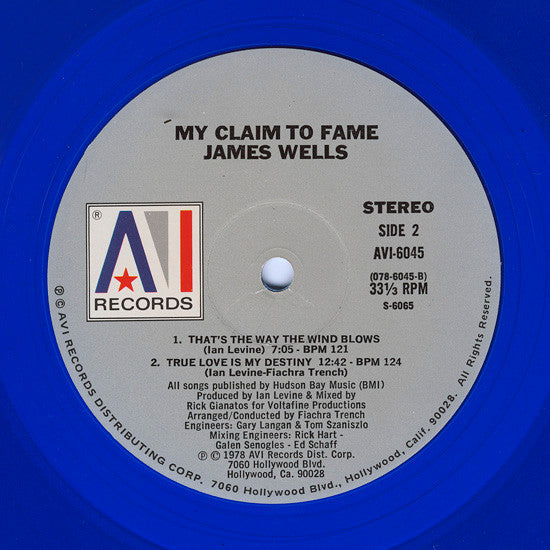 MY CLAIM TO FAME
JAMES WELLS
®
AVI
RECORDS
STEREO
SIDE 2
AVI-6045
(078-6045-B)
33⅓ RPM
S-6065
1. THAT'S THE WAY THE WIND BLOWS
(Ian Levine) 7:05 - BPM 121
2. TRUE LOVE IS MY DESTINY 12:42 - BPM 124
(Ian Levine-Fiachra Trench)
All songs published by Hudson Bay Music (BMI)
Produced by Ian Levine & Mixed by
Rick Gianatos for Voltafine Productions
Arranged/Conducted by Fiachra Trench
Engineers: Gary Langan & Tom Szaniszlo
Mixing Engineers: Rick Hart -
Galen Senogles - Ed Schaff
℗ © 1978 AVI Records Dist. Corp.
7060 Hollywood Blvd.
Hollywood, Ca. 90028
℗ © AVI RECORDS DISTRIBUTING CORP. 7060 Hollywood Blvd., Hollywood, Calif. 90028. All Rights Reserved.